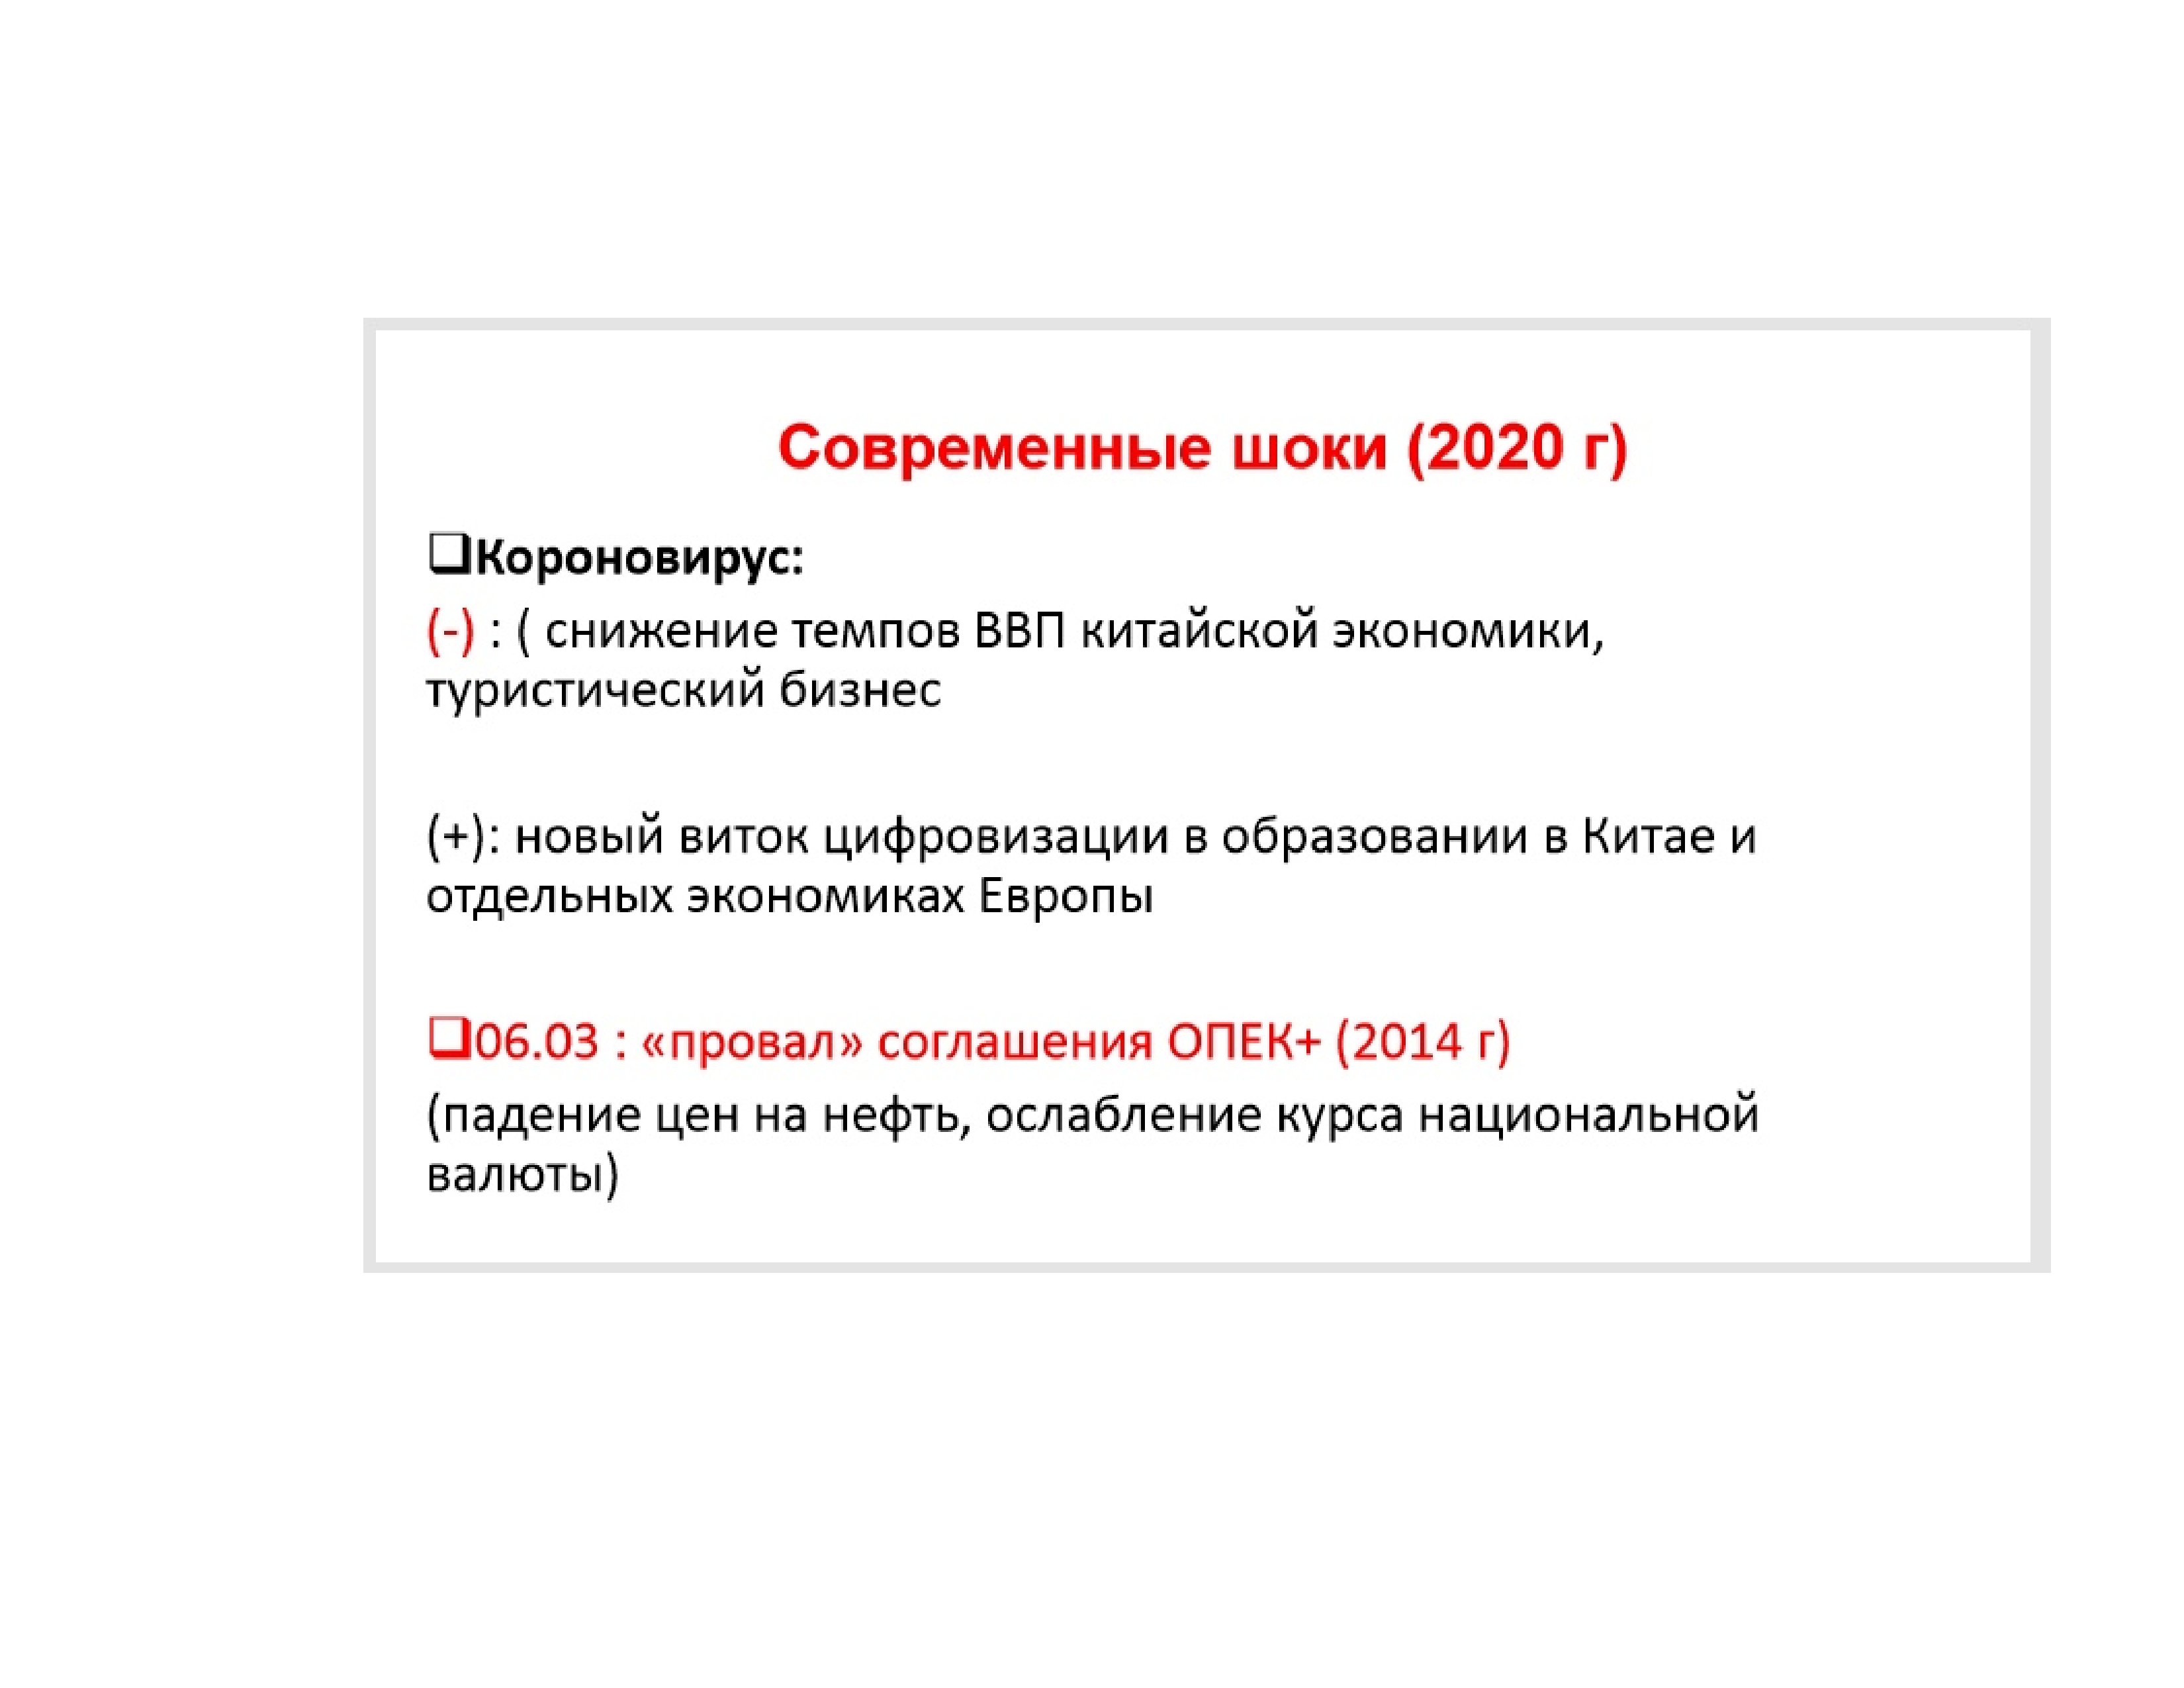 Современные шоки (2020 г)
❑Короновирус:
(-) : ( снижение темпов ВВП китайской экономики,
туристический бизнес
(+): новый виток цифровизации в образовании в Китае и
отдельных экономиках Европы
❑06.03 : «провал» соглашения ОПЕК+ (2014 г)
(падение цен на нефть, ослабление курса национальной
валюты)